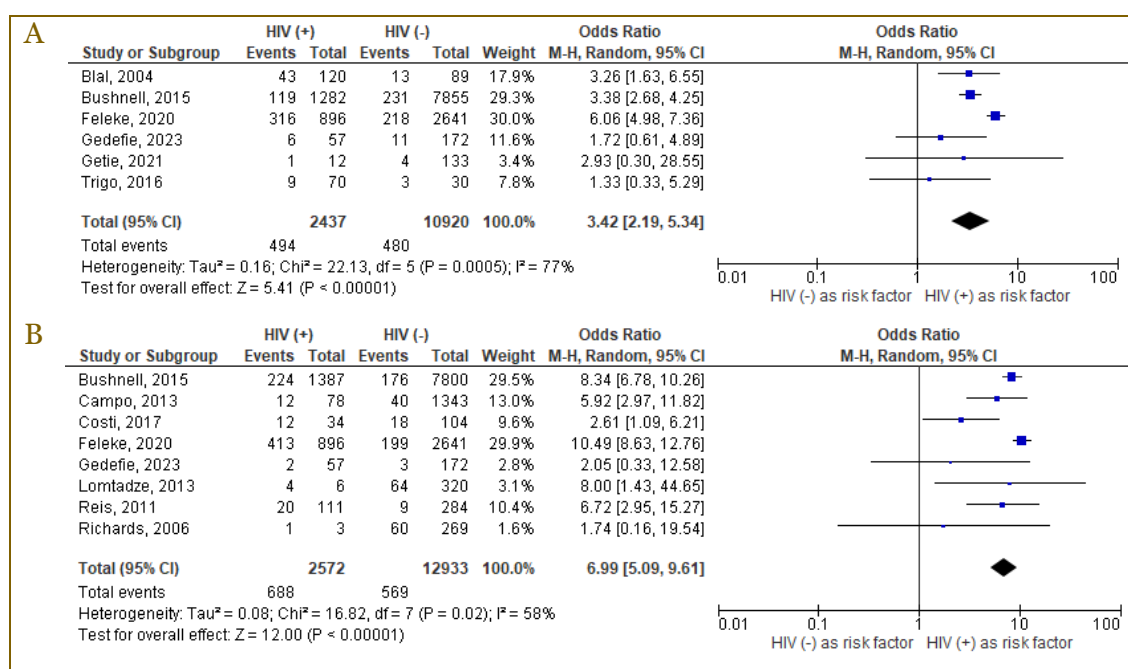 A
HIV (+) HIV (-) Odds Ratio Odds Ratio
Study or Subgroup Events Total Events Total Weight M-H, Random, 95% CI M-H, Random, 95% CI
Blal, 2004 43 120 13 89 17.9% 3.26 [1.63, 6.55]
Bushnell, 2015 119 1282 231 7855 29.3% 3.38 [2.68, 4.25]
Feleke, 2020 316 896 218 2641 30.0% 6.06 [4.98, 7.36]
Gedefie, 2023 6 57 11 172 11.6% 1.72 [0.61, 4.89]
Getie, 2021 1 12 4 133 3.4% 2.93 [0.30, 28.55]
Trigo, 2016 9 70 3 30 7.8% 1.33 [0.33, 5.29]
Total (95% CI) 2437 10920 100.0% 3.42 [2.19, 5.34]
Total events 494 480
Heterogeneity: Tau² = 0.16; Chi² = 22.13, df = 5 (P = 0.0005); I² = 77%
Test for overall effect: Z = 5.41 (P < 0.00001)
0.01 0.1 1 10 100
HIV (-) as risk factor HIV (+) as risk factor
B
HIV (+) HIV (-) Odds Ratio Odds Ratio
Study or Subgroup Events Total Events Total Weight M-H, Random, 95% CI M-H, Random, 95% CI
Bushnell, 2015 224 1387 176 7800 29.5% 8.34 [6.78, 10.26]
Campo, 2013 12 78 40 1343 13.0% 5.92 [2.97, 11.82]
Costi, 2017 12 34 18 104 9.6% 2.61 [1.09, 6.21]
Feleke, 2020 413 896 199 2641 29.9% 10.49 [8.63, 12.76]
Gedefie, 2023 2 57 3 172 2.8% 2.05 [0.33, 12.58]
Lomtadze, 2013 4 6 64 320 3.1% 8.00 [1.43, 44.65]
Reis, 2011 20 111 9 284 10.4% 6.72 [2.95, 15.27]
Richards, 2006 1 3 60 269 1.6% 1.74 [0.16, 19.54]
Total (95% CI) 2572 12933 100.0% 6.99 [5.09, 9.61]
Total events 688 569
Heterogeneity: Tau² = 0.08; Chi² = 16.82, df = 7 (P = 0.02); I² = 58%
Test for overall effect: Z = 12.00 (P < 0.00001)
0.01 0.1 1 10 100
HIV (-) as risk factor HIV (+) as risk factor